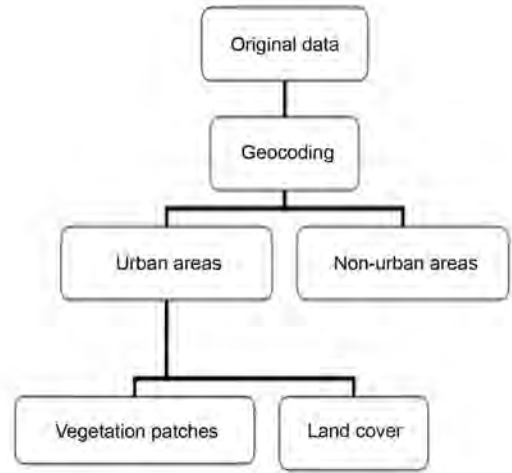 Original data
Geocoding
Urban areas
Non-urban areas
Vegetation patches
Land cover